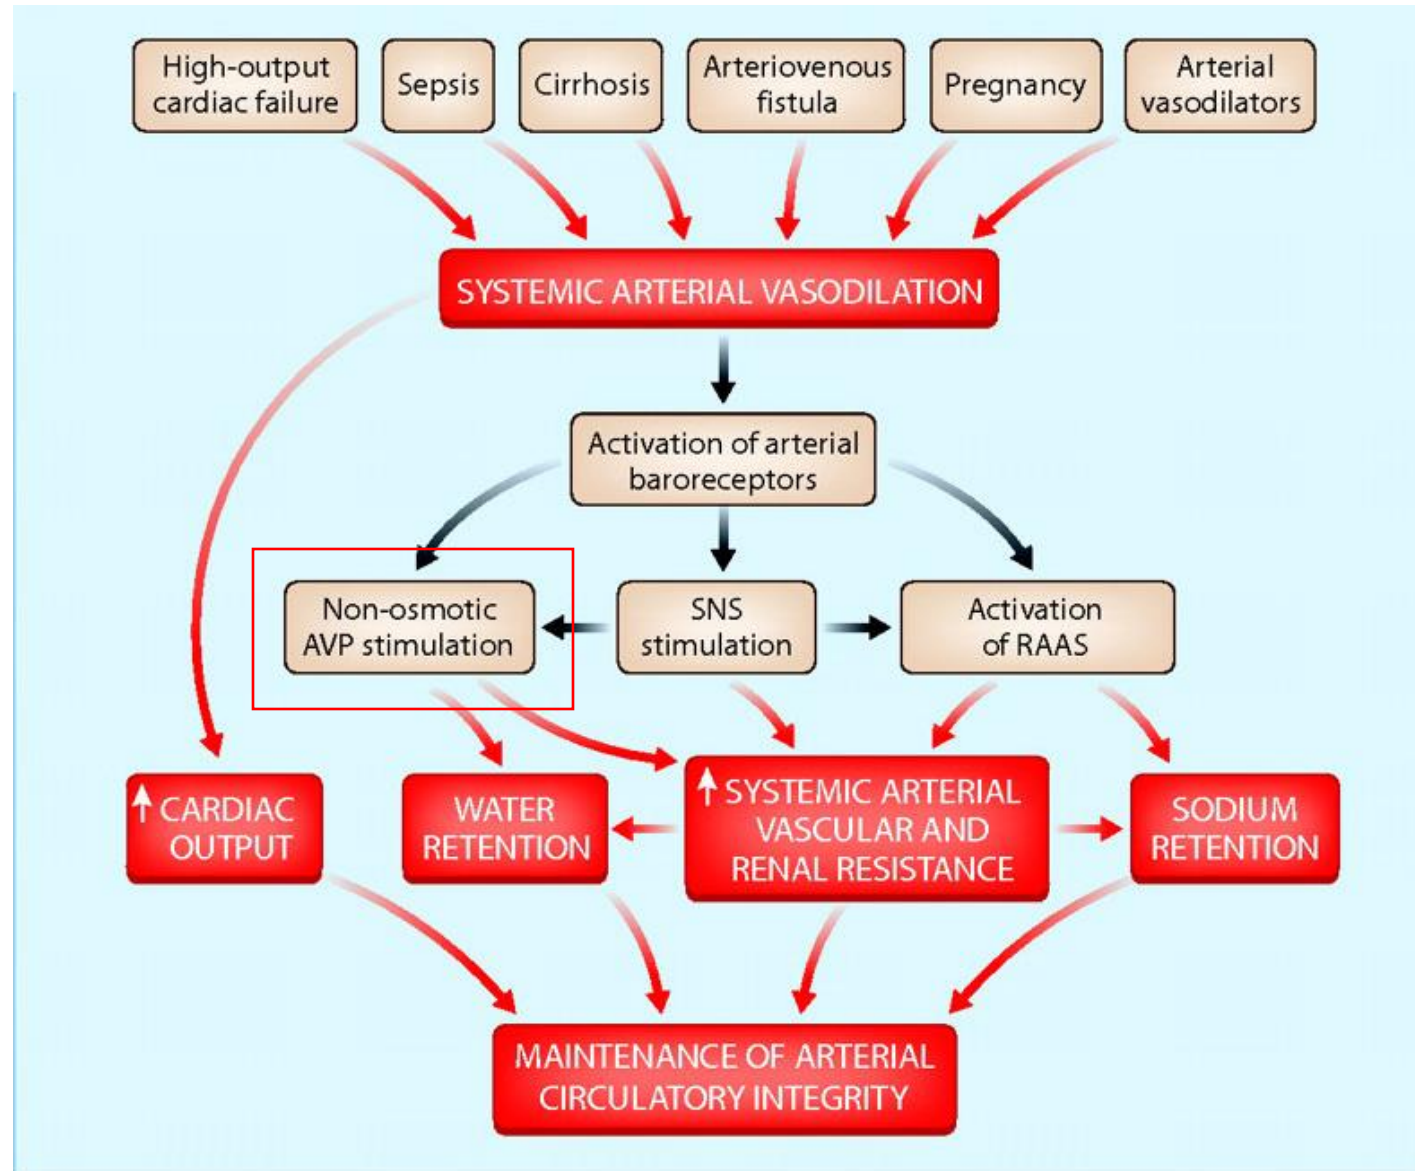 High-output
cardiac failure
Sepsis
Cirrhosis
Arteriovenous
fistula
Pregnancy
Arterial
vasodilators
SYSTEMIC ARTERIAL VASODILATION
Activation of arterial
baroreceptors
Non-osmotic
AVP stimulation
SNS
stimulation
Activation
of RAAS
↑ CARDIAC
OUTPUT
WATER
RETENTION
↑ SYSTEMIC ARTERIAL
VASCULAR AND
RENAL RESISTANCE
SODIUM
RETENTION
MAINTENANCE OF ARTERIAL
CIRCULATORY INTEGRITY